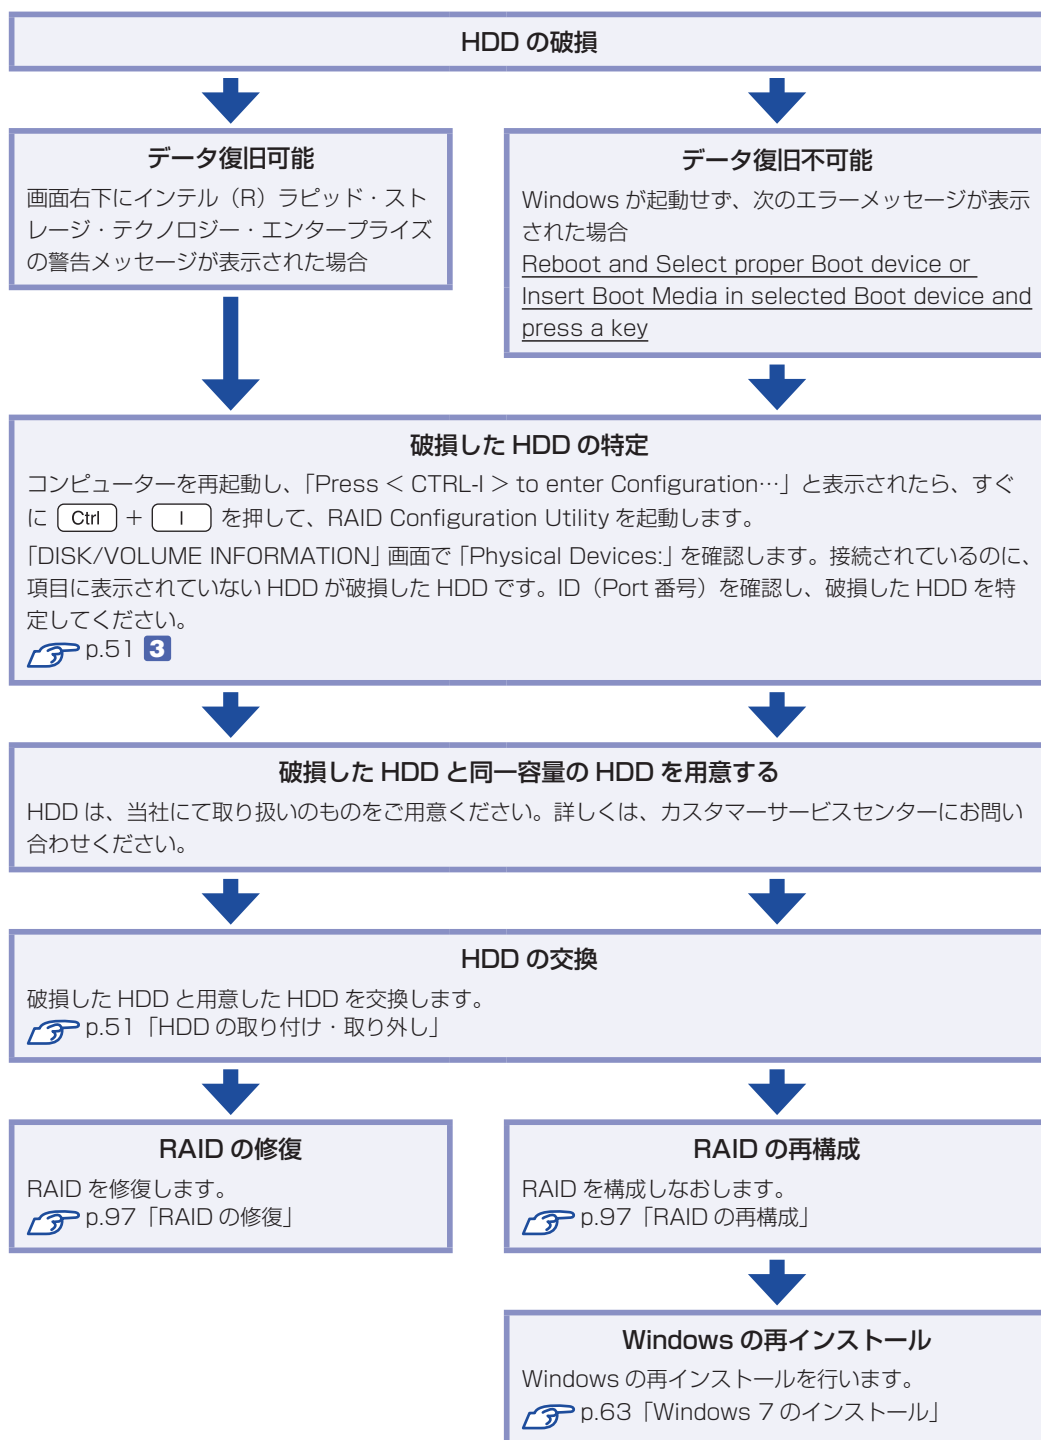 HDD の破損
データ復旧可能
画面右下にインテル（R）ラピッド・スト
レージ・テクノロジー・エンタープライズ
の警告メッセージが表示された場合
データ復旧不可能
Windows が起動せず、次のエラーメッセージが表示
された場合
Reboot and Select proper Boot device or
Insert Boot Media in selected Boot device and
press a key
破損した HDD の特定
コンピューターを再起動し、「Press < CTRL-I > to enter Configuration…」と表示されたら、すぐ
に Ctrl + I を押して、RAID Configuration Utility を起動します。
「DISK/VOLUME INFORMATION」画面で「Physical Devices:」を確認します。接続されているのに、
項目に表示されていない HDD が破損した HDD です。ID（Port 番号）を確認し、破損した HDD を特
定してください。
p.51 3
破損した HDD と同一容量の HDD を用意する
HDD は、当社にて取り扱いのものをご用意ください。詳しくは、カスタマーサービスセンターにお問い
合わせください。
HDD の交換
破損した HDD と用意した HDD を交換します。
p.51「HDD の取り付け・取り外し」
RAID の修復
RAID を修復します。
p.97「RAID の修復」
RAID の再構成
RAID を構成しなおします。
p.97「RAID の再構成」
Windows の再インストール
Windows の再インストールを行います。
p.63「Windows 7 のインストール」